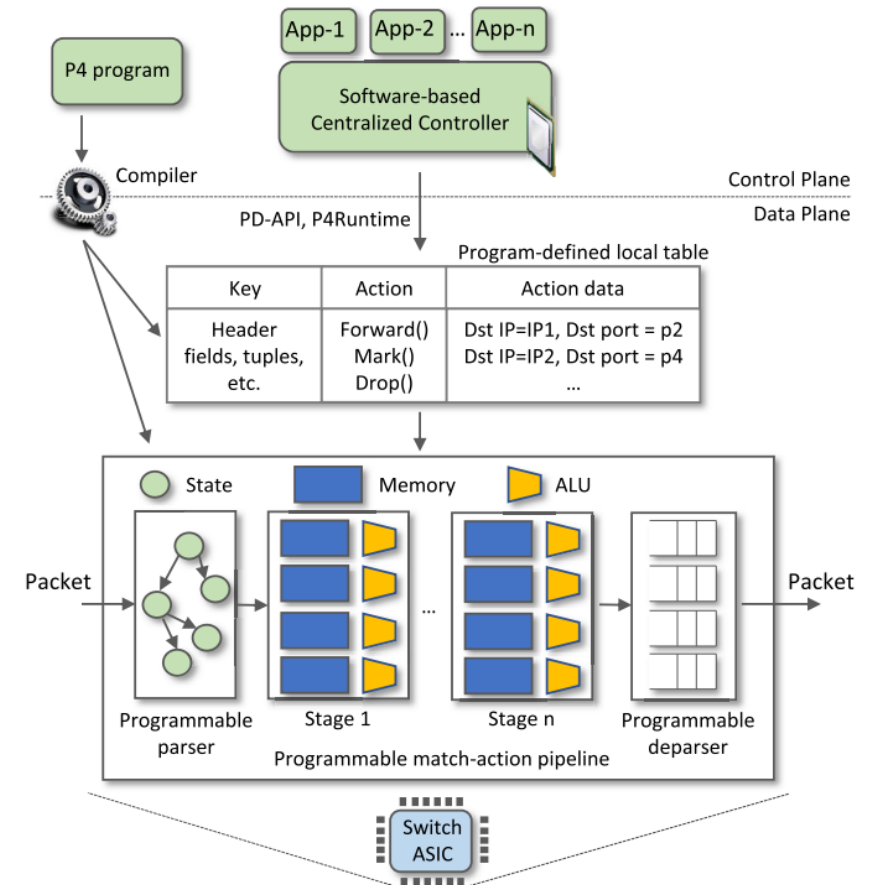 App-1
App-2
...
App-n
P4 program
Software-based
Centralized Controller
Compiler
Control Plane
PD-API, P4Runtime
Data Plane
Program-defined local table
Key
Action
Action data
Header
fields, tuples,
etc.
Forward()
Mark()
Drop()
Dst IP=IP1, Dst port = p2
Dst IP=IP2, Dst port = p4
...
State
Memory
ALU
Packet
...
Packet
Programmable
parser
Stage 1
Stage n
Programmable
deparser
Programmable match-action pipeline
Switch
ASIC